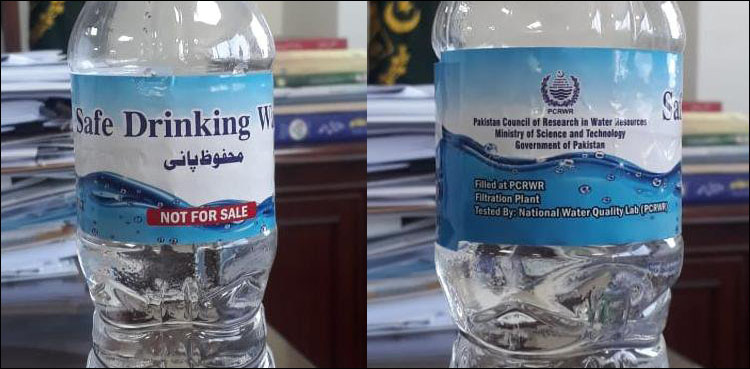 Safe Drinking
محفوظ پانی
NOT FOR SALE
PCRWR
Pakistan Council of Research in Water Resources
Ministry of Science and Technology
Government of Pakistan
Filled at PCRWR
Filtration Plant
Tested By: National Water Quality Lab (PCRWR)